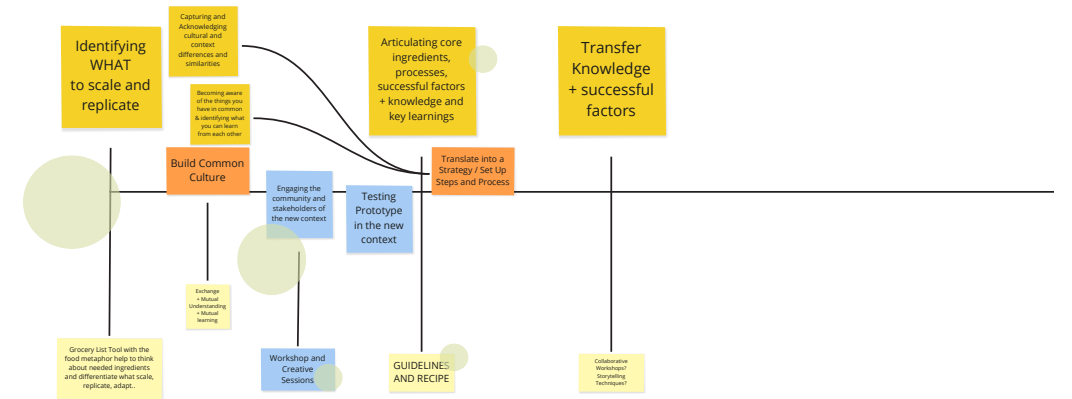 Identifying
WHAT
to scale and
replicate
Capturing and
Acknowledging
cultural and
context
differences and
similarities
Becoming aware
of the things you
have in common
& identifying what
you can learn
from each other
Build Common
Culture
Engaging the
community and
stakeholders of
the new context
Testing
Prototype
in the new
context
Articulating core
ingredients,
processes,
successful factors
+ knowledge and
key learnings
Translate into a
Strategy / Set Up
Steps and Process
Transfer
Knowledge
+ successful
factors
Grocery List Tool with the
food metaphor help to think
about needed ingredients
and differentiate what scale,
replicate, adapt..
Exchange
+ Mutual
Understanding
+ Mutual
learning
Workshop and
Creative
Sessions
GUIDELINES
AND RECIPE
Collaborative
Workshops?
Storytelling
Techniques?